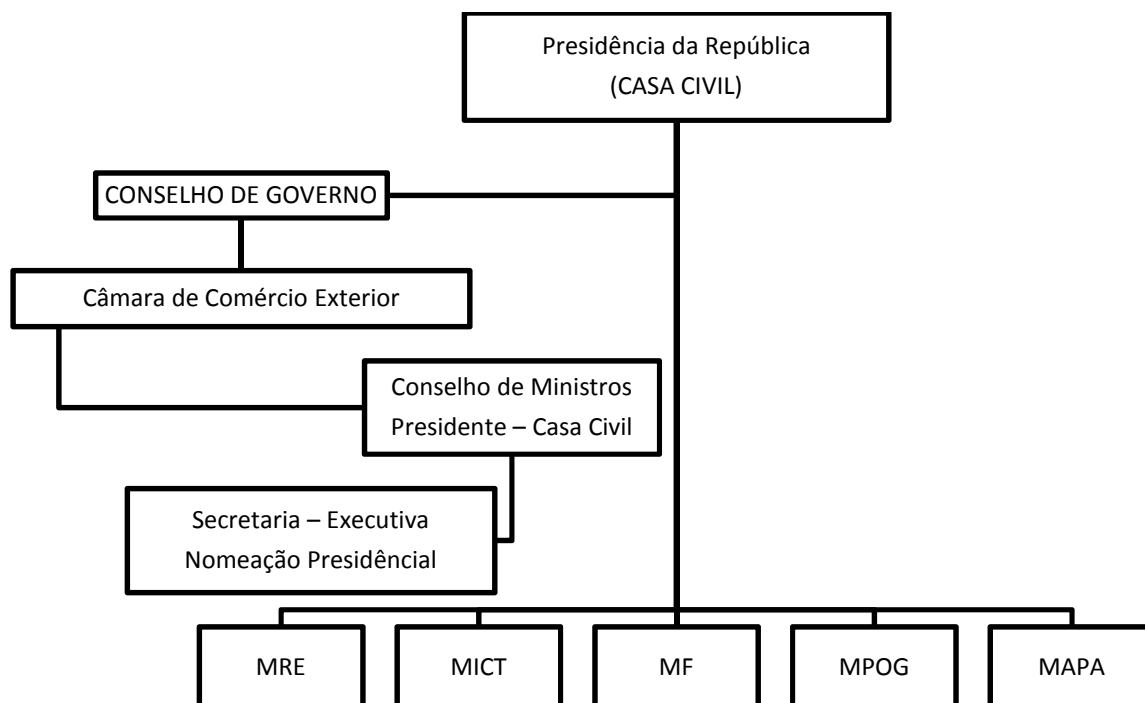 Presidência da República
(CASA CIVIL)
CONSELHO DE GOVERNO
Câmara de Comércio Exterior
Conselho de Ministros
Presidente – Casa Civil
Secretaria – Executiva
Nomeação Presidêncial
MRE
MICT
MF
MPOG
MAPA